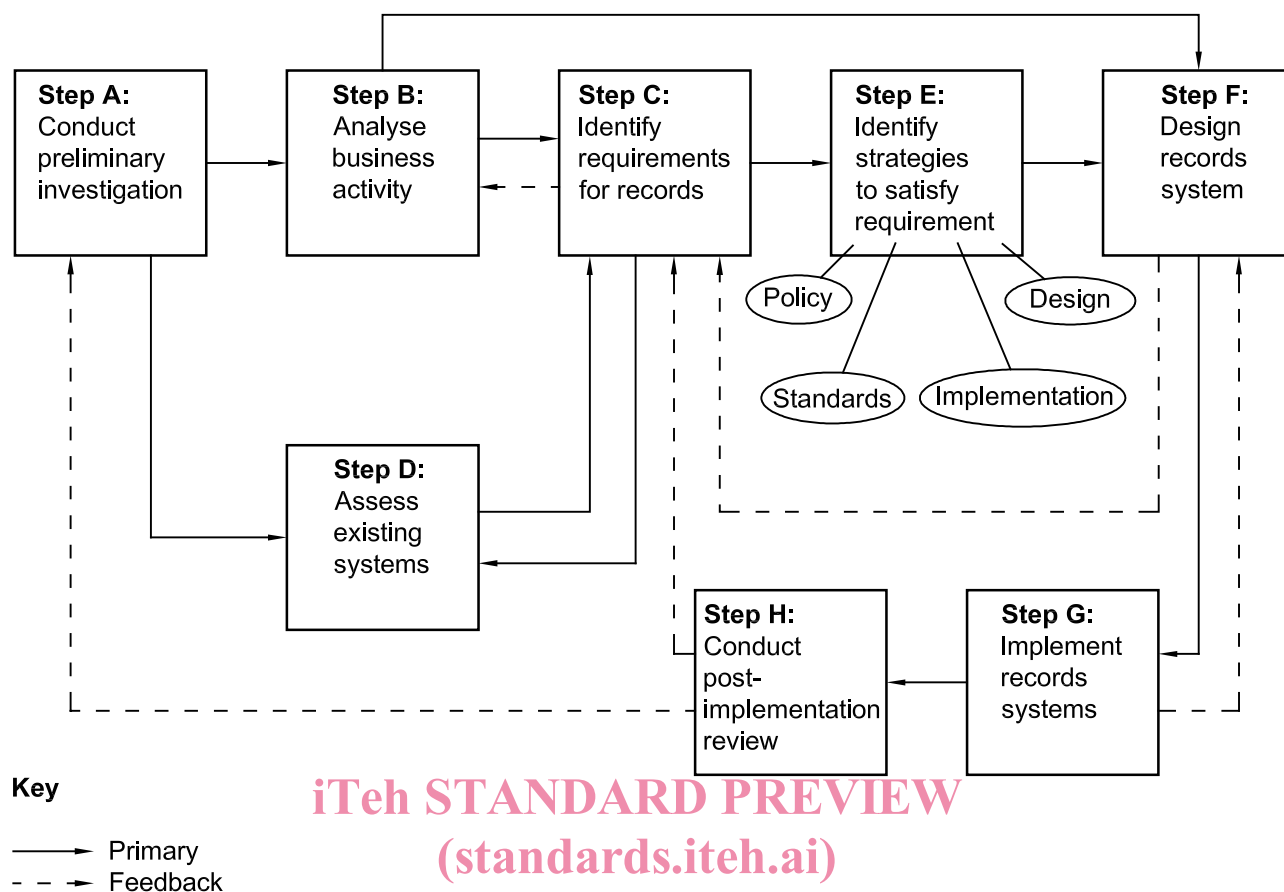 Step A:
Conduct
preliminary
investigation
Step B:
Analyse
business
activity
Step C:
Identify
requirements
for records
Step E:
Identify
strategies
to satisfy
requirement
Step F:
Design
records
system
Policy
Design
Standards
Implementation
Step D:
Assess
existing
systems
Step H:
Conduct
post-
implementation
review
Step G:
Implement
records
systems
Key
Primary
Feedback
iTeh STANDARD PREVIEW
(standards.iteh.ai)